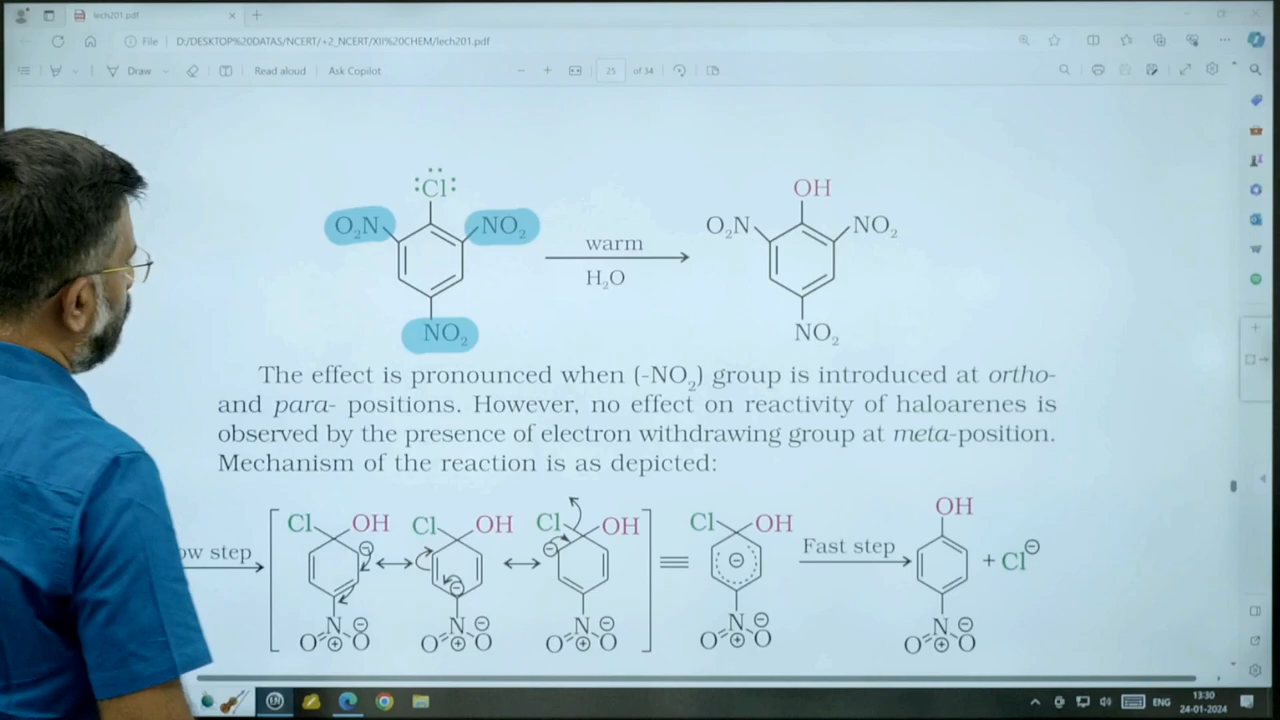 lech201.pdf
File D:/DESKTOP%20DATAS/NCERT/+2_NCERT/XII%20CHEM/lech201.pdf
Draw Read aloud Ask Copilot 25 of 34
:Cl: OH
O₂N NO₂ warm O₂N NO₂
H₂O
NO₂ NO₂
The effect is pronounced when (-NO₂) group is introduced at ortho-
and para- positions. However, no effect on reactivity of haloarenes is
observed by the presence of electron withdrawing group at meta-position.
Mechanism of the reaction is as depicted:
OH
Cl OH Cl OH Cl OH Cl OH
step Fast step + Cl⊖
N⊖ N⊖ N⊖ N⊖ N⊖
O⊕O O⊕O O⊕O O⊕O O⊕O
ENG 13:30
24-01-2024